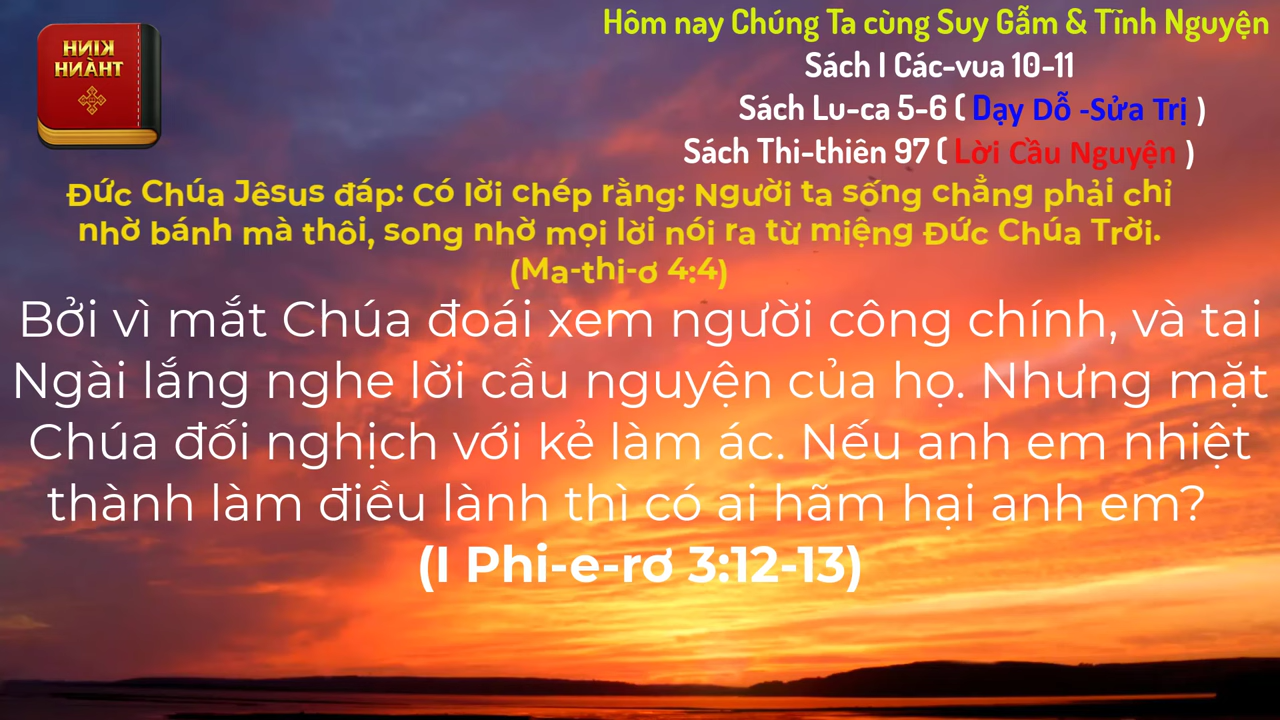 KINH
THÀNH
Hôm nay Chúng Ta cùng Suy Gẫm & Tĩnh Nguyện
Sách I Các-vua 10-11
Sách Lu-ca 5-6 ( Dạy Dỗ -Sửa Trị )
Sách Thi-thiên 97 ( Lời Cầu Nguyện )
Đức Chúa Jêsus đáp: Có lời chép rằng: Người ta sống chẳng phải chỉ
nhờ bánh mà thôi, song nhờ mọi lời nói ra từ miệng Đức Chúa Trời.
(Ma-thi-ơ 4:4)
Bởi vì mắt Chúa đoái xem người công chính, và tai
Ngài lắng nghe lời cầu nguyện của họ. Nhưng mặt
Chúa đối nghịch với kẻ làm ác. Nếu anh em nhiệt
thành làm điều lành thì có ai hãm hại anh em?
(I Phi-e-rơ 3:12-13)